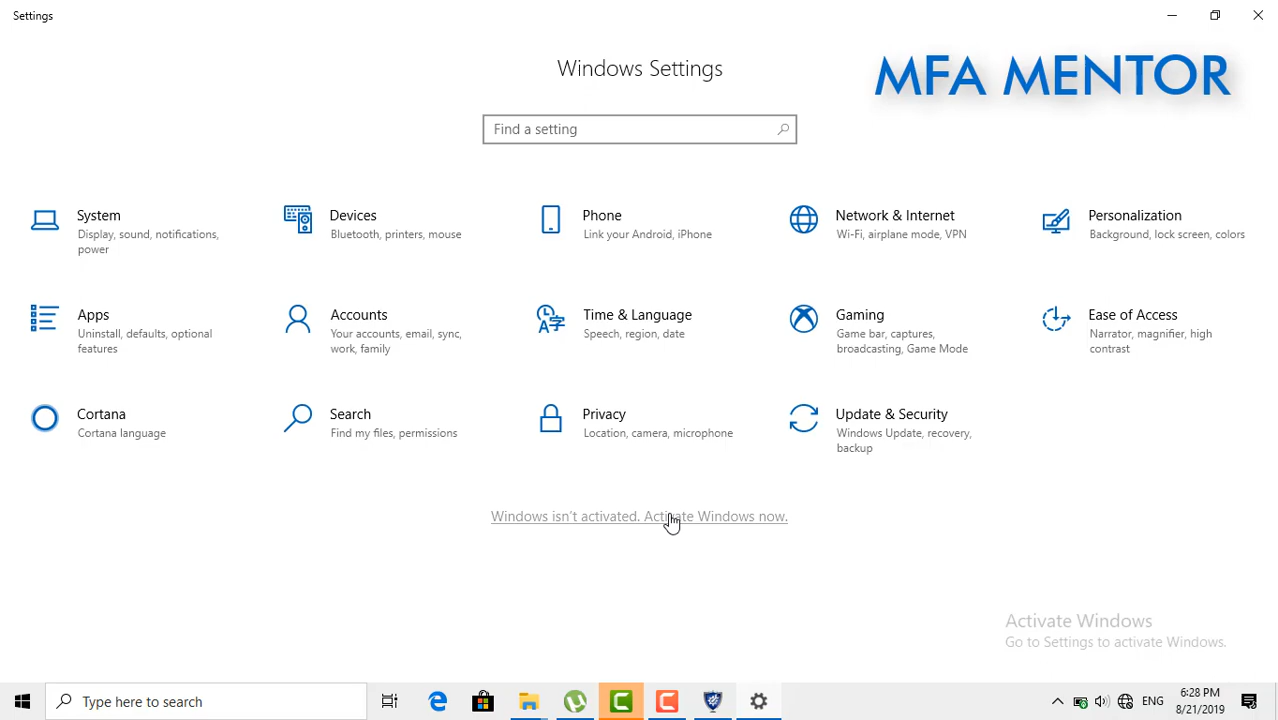 Settings
Windows Settings
MFA MENTOR
Find a setting
System
Display, sound, notifications,
power
Devices
Bluetooth, printers, mouse
Phone
Link your Android, iPhone
Network & Internet
Wi-Fi, airplane mode, VPN
Personalization
Background, lock screen, colors
Apps
Uninstall, defaults, optional
features
Accounts
Your accounts, email, sync,
work, family
Time & Language
Speech, region, date
Gaming
Game bar, captures,
broadcasting, Game Mode
Ease of Access
Narrator, magnifier, high
contrast
Cortana
Cortana language
Search
Find my files, permissions
Privacy
Location, camera, microphone
Update & Security
Windows Update, recovery,
backup
Windows isn't activated. Activate Windows now.
Activate Windows
Go to Settings to activate Windows.
Type here to search
ENG
6:28 PM
8/21/2019